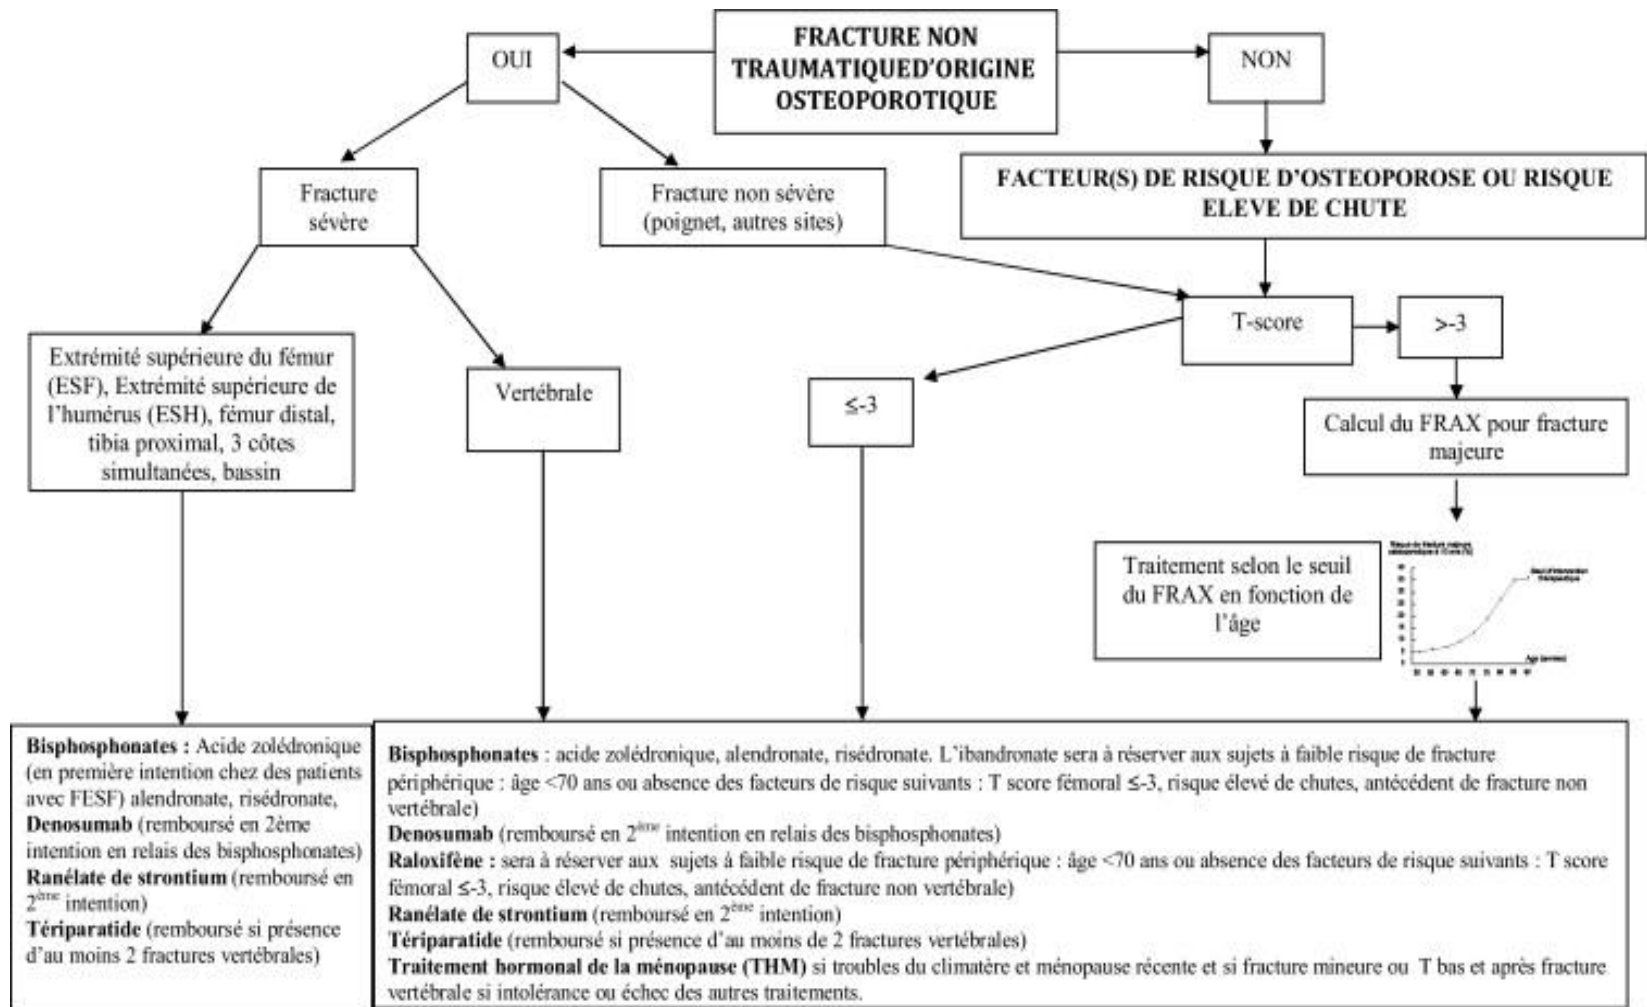 FRACTURE NON
TRAUMATIQUED'ORIGINE
OSTEOPOROTIQUE
OUI
NON
Fracture
sévère
Fracture non sévère
(poignet, autres sites)
FACTEUR(S) DE RISQUE D'OSTEOPOROSE OU RISQUE
ELEVE DE CHUTE
T-score
>-3
≤-3
Extrémité supérieure du fémur
(ESF), Extrémité supérieure de
l'humérus (ESH), fémur distal,
tibia proximal, 3 côtes
simultanées, bassin
Vertébrale
Calcul du FRAX pour fracture
majeure
Traitement selon le seuil
du FRAX en fonction de
l'âge
Risque de fracture majeure
Seuil d'intervention
thérapeutique
Age (années)
Bisphosphonates : Acide zolédronique
(en première intention chez des patients
avec FESF) alendronate, risédronate,
Denosumab (remboursé en 2ème
intention en relais des bisphosphonates)
Ranélate de strontium (remboursé en
2ème intention)
Tériparatide (remboursé si présence
d'au moins 2 fractures vertébrales)
Bisphosphonates : acide zolédronique, alendronate, risédronate. L'ibandronate sera à réserver aux sujets à faible risque de fracture
périphérique : âge <70 ans ou absence des facteurs de risque suivants : T score fémoral ≤-3, risque élevé de chutes, antécédent de fracture non
vertébrale)
Denosumab (remboursé en 2ème intention en relais des bisphosphonates)
Raloxifène : sera à réserver aux sujets à faible risque de fracture périphérique : âge <70 ans ou absence des facteurs de risque suivants : T score
fémoral ≤-3, risque élevé de chutes, antécédent de fracture non vertébrale)
Ranélate de strontium (remboursé en 2ème intention)
Tériparatide (remboursé si présence d'au moins de 2 fractures vertébrales)
Traitement hormonal de la ménopause (THM) si troubles du climatère et ménopause récente et si fracture mineure ou T bas et après fracture
vertébrale si intolérance ou échec des autres traitements.